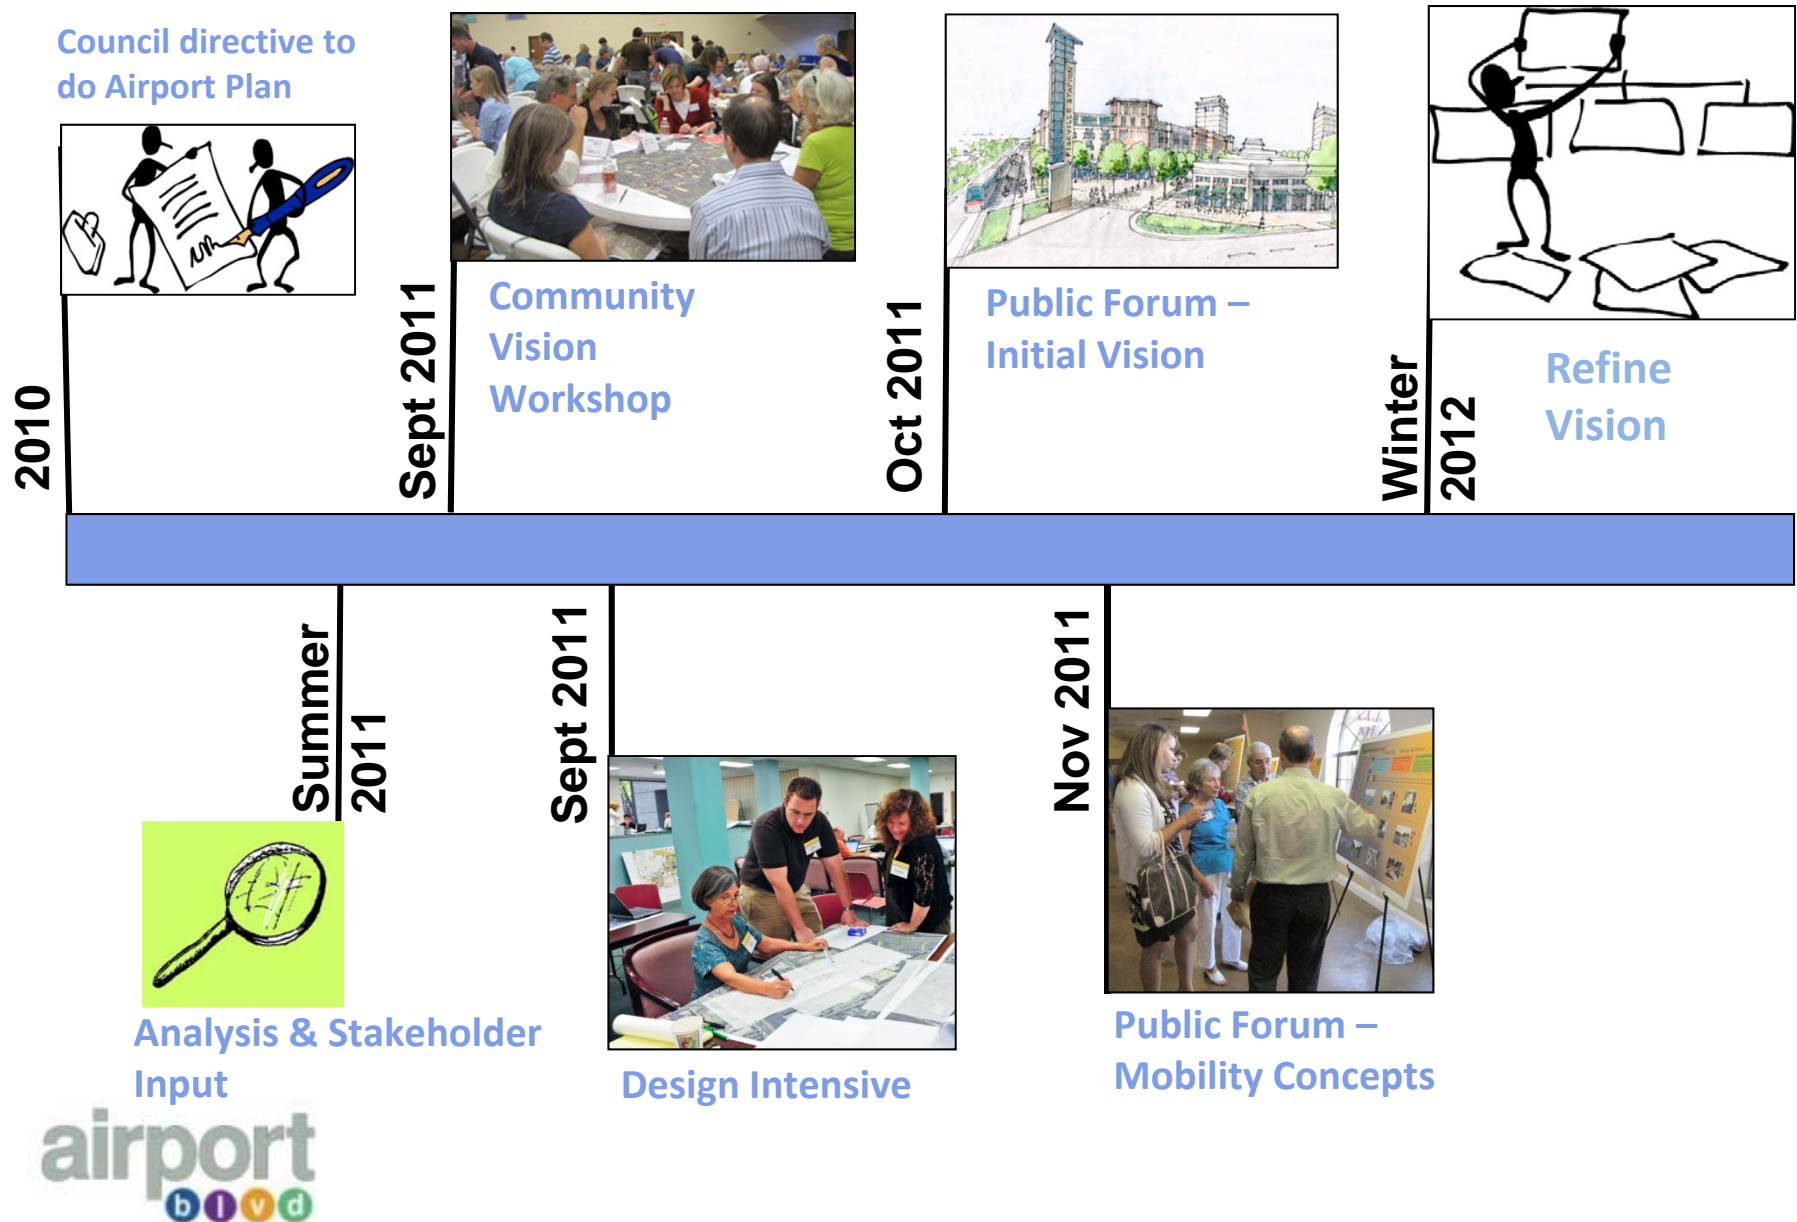 Council directive to
do Airport Plan
2010
Sept 2011
Community
Vision
Workshop
Oct 2011
Public Forum –
Initial Vision
Winter
2012
Refine
Vision
Summer
2011
Analysis & Stakeholder
Input
Sept 2011
Design Intensive
Nov 2011
Public Forum –
Mobility Concepts
airport
blvd